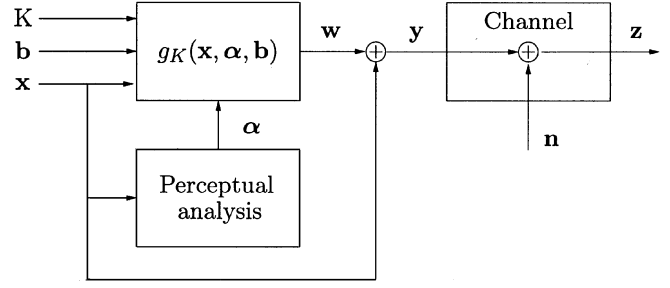 K
b
x
g_K(x, α, b)
w
y
Channel
z
α
n
Perceptual
analysis